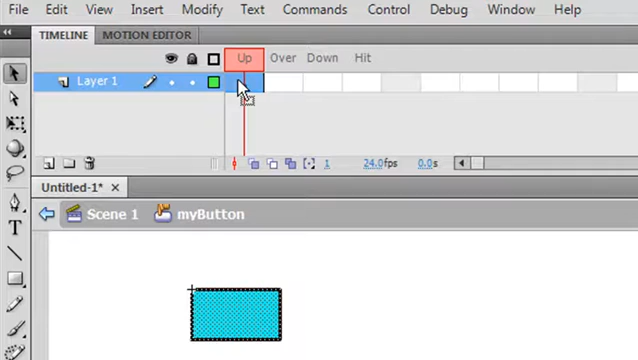 File Edit View Insert Modify Text Commands Control Debug Window Help
TIMELINE MOTION EDITOR
Up Over Down Hit
Layer 1
1 24.0fps 0.0s
Untitled-1*
Scene 1 myButton
T